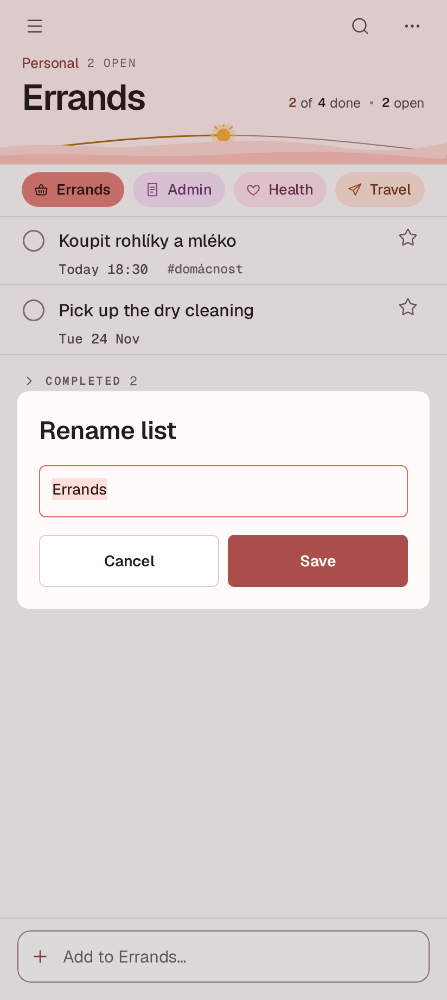 Personal 2 OPEN
Errands
2 of 4 done • 2 open
Errands Admin Health Travel
Koupit rohlíky a mléko
Today 18:30 #domácnost
Pick up the dry cleaning
Tue 24 Nov
COMPLETED 2
Rename list
Errands
Cancel Save
Add to Errands…